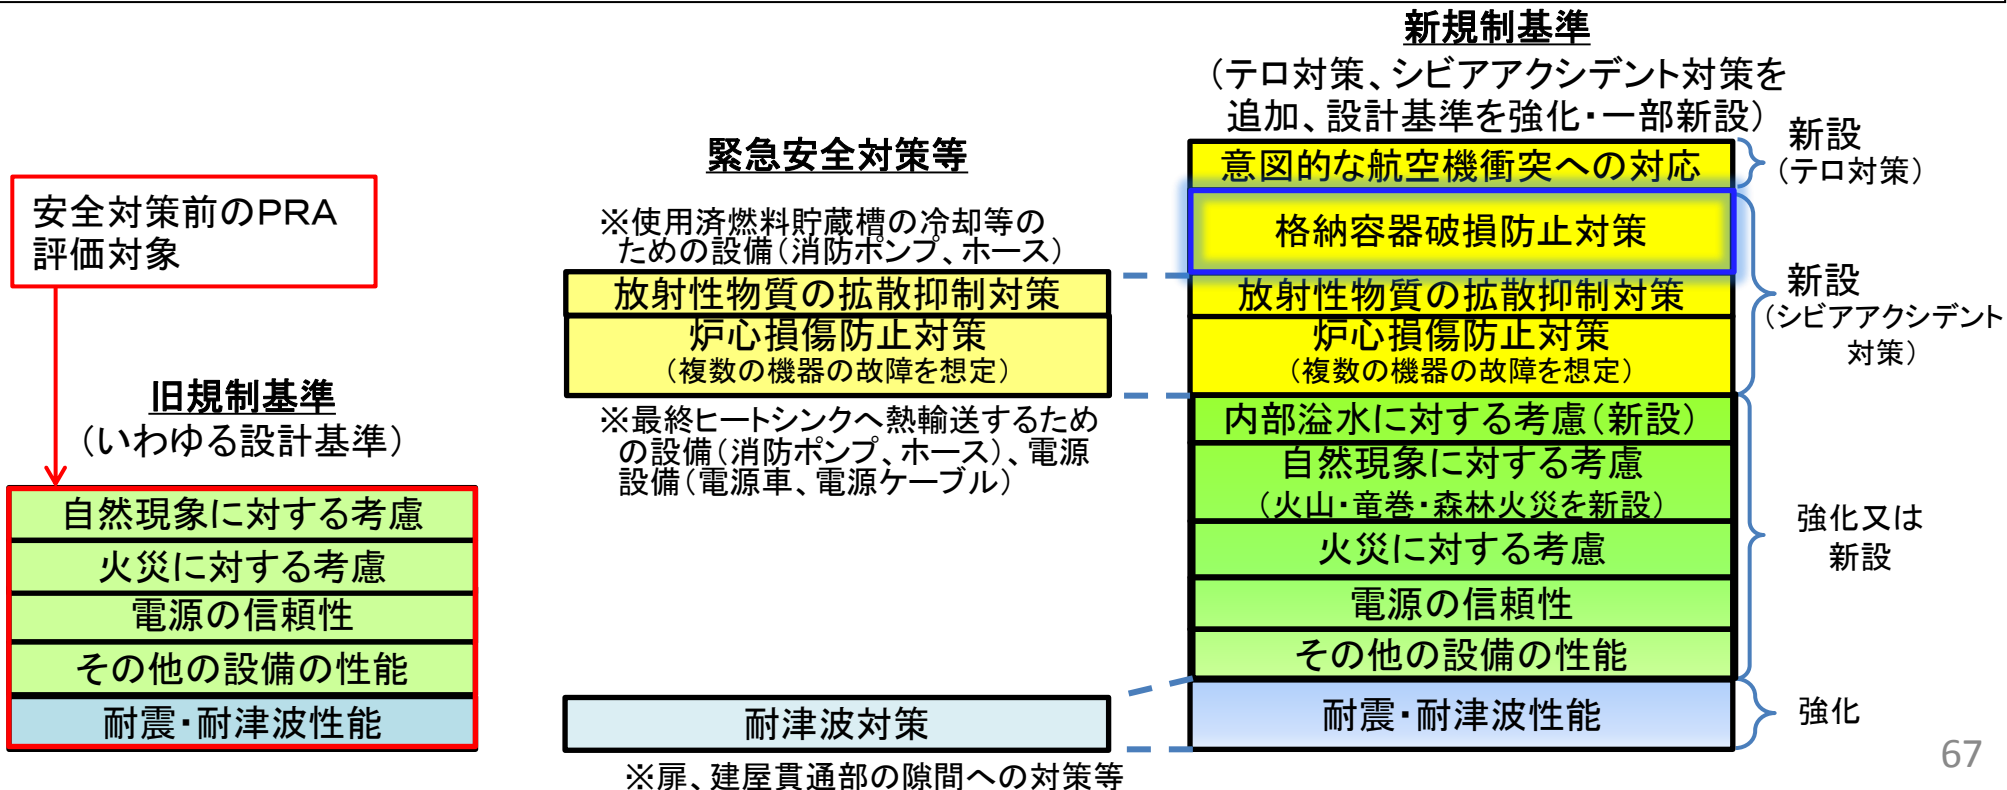 安全対策前のPRA
評価対象
旧規制基準
（いわゆる設計基準）
自然現象に対する考慮
火災に対する考慮
電源の信頼性
その他の設備の性能
耐震・耐津波性能
緊急安全対策等
※使用済燃料貯蔵槽の冷却等の
ための設備（消防ポンプ、ホース）
放射性物質の拡散抑制対策
炉心損傷防止対策
（複数の機器の故障を想定）
※最終ヒートシンクへ熱輸送するため
の設備（消防ポンプ、ホース）、電源
設備（電源車、電源ケーブル）
耐津波対策
※扉、建屋貫通部の隙間への対策等
新規制基準
（テロ対策、シビアアクシデント対策を
追加、設計基準を強化・一部新設）
意図的な航空機衝突への対応
格納容器破損防止対策
放射性物質の拡散抑制対策
炉心損傷防止対策
（複数の機器の故障を想定）
内部溢水に対する考慮（新設）
自然現象に対する考慮
（火山・竜巻・森林火災を新設）
火災に対する考慮
電源の信頼性
その他の設備の性能
耐震・耐津波性能
新設
（テロ対策）
新設
（シビアアクシデント
対策）
強化又は
新設
強化
67